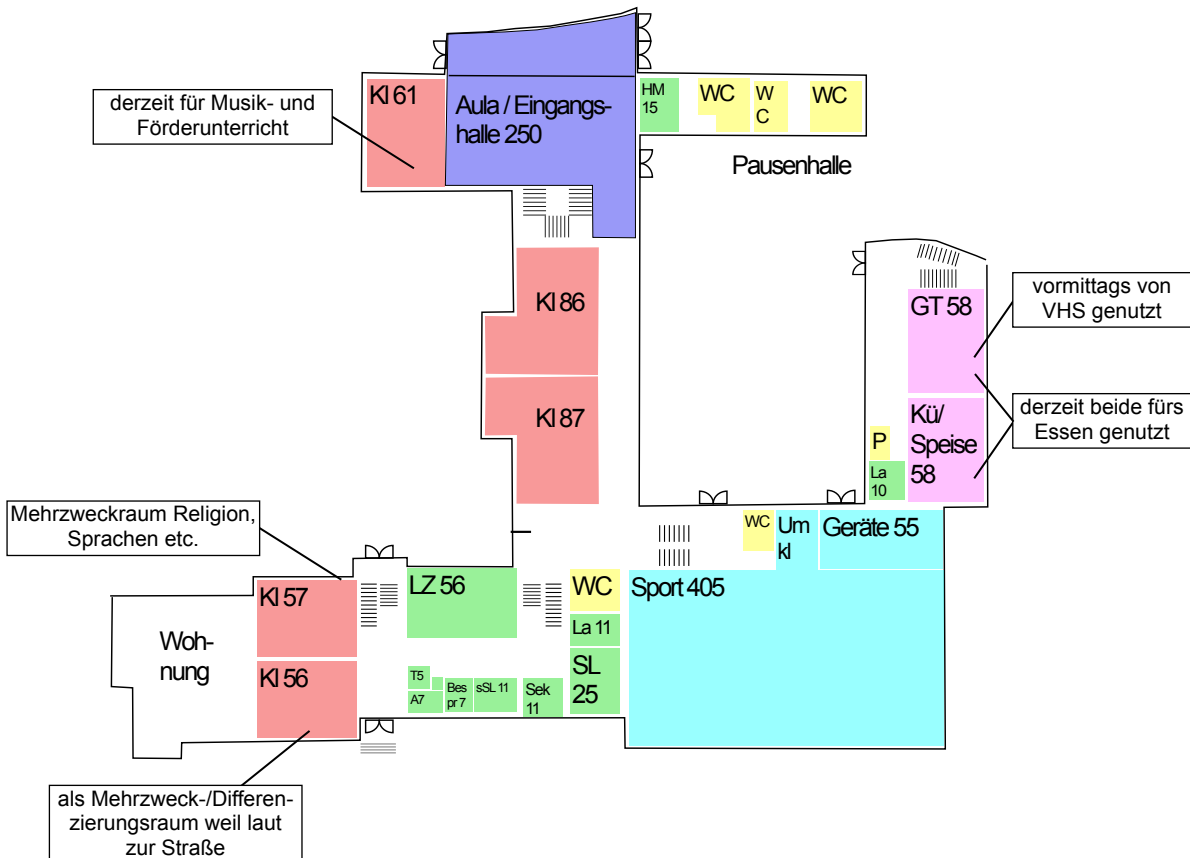 derzeit für Musik- und
Förderunterricht
Kl 61
Aula / Eingangs-
halle 250
HM
15
WC
W
C
WC
Pausenhalle
Kl 86
Kl 87
GT 58
vormittags von
VHS genutzt
Kü/
Speise
58
derzeit beide fürs
Essen genutzt
P
La
10
Mehrzweckraum Religion,
Sprachen etc.
WC
Um
kl
Geräte 55
Kl 57
LZ 56
WC
Sport 405
Woh-
nung
La 11
Kl 56
T5
A7
Bes
pr 7
sSL 11
Sek
11
SL
25
als Mehrzweck-/Differen-
zierungsraum weil laut
zur Straße